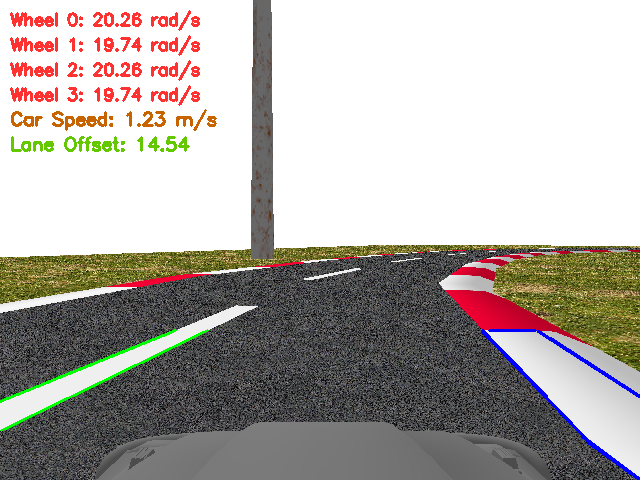 Wheel 0: 20.26 rad/s
Wheel 1: 19.74 rad/s
Wheel 2: 20.26 rad/s
Wheel 3: 19.74 rad/s
Car Speed: 1.23 m/s
Lane Offset: 14.54